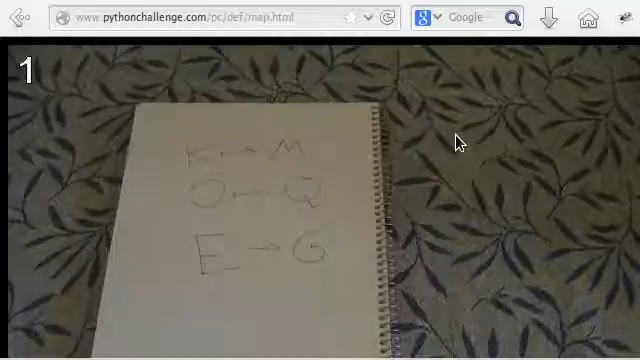 www.pythonchallenge.com/pc/def/map.html
Google
1
K → M
O → Q
E → G